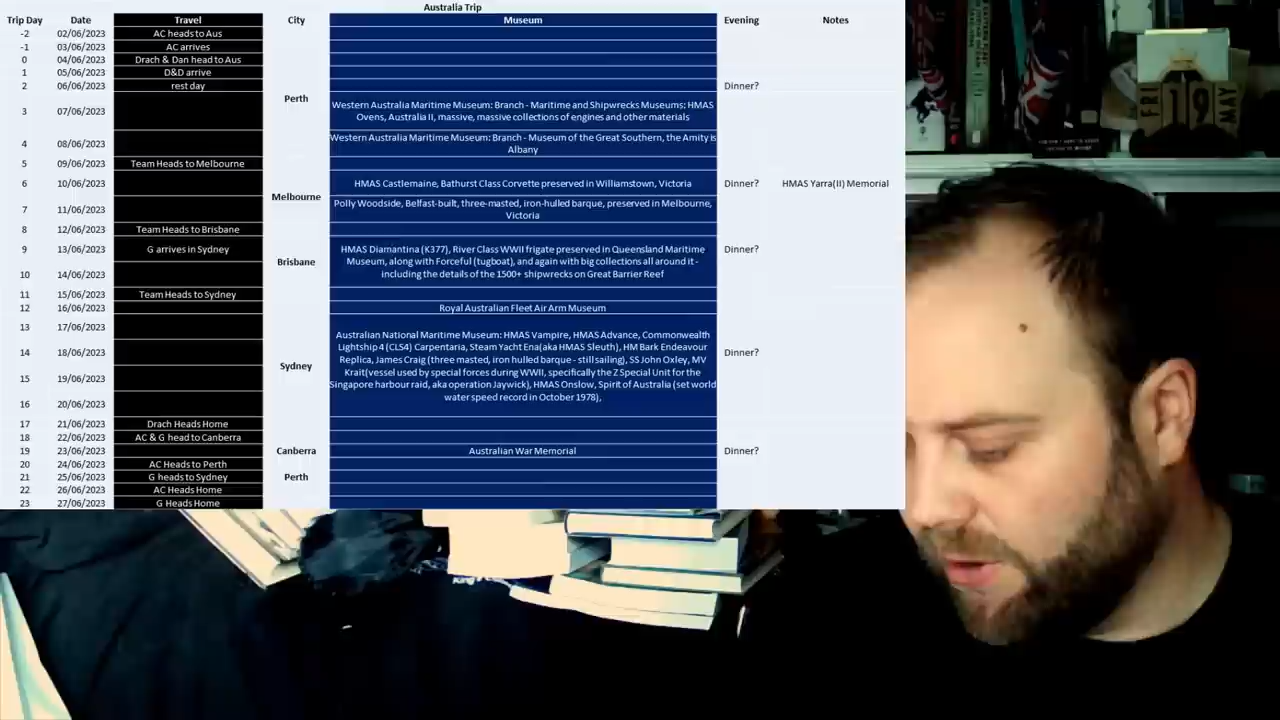 Australia Trip
Trip Day Date Travel City Museum Evening Notes
-2 02/06/2023 AC heads to Aus
-1 03/06/2023 AC arrives
0 04/06/2023 Drach & Dan head to Aus
1 05/06/2023 D&D arrive
2 06/06/2023 rest day Dinner?
Perth
3 07/06/2023 Western Australia Maritime Museum: Branch - Maritime and Shipwrecks Museums; HMAS
Ovens, Australia II, massive, massive collections of engines and other materials
4 08/06/2023 Western Australia Maritime Museum: Branch - Museum of the Great Southern, the Amity is
Albany
5 09/06/2023 Team Heads to Melbourne
6 10/06/2023 HMAS Castlemaine, Bathurst Class Corvette preserved in Williamstown, Victoria Dinner? HMAS Yarra(II) Memorial
Melbourne
7 11/06/2023 Polly Woodside, Belfast-built, three-masted, iron-hulled barque, preserved in Melbourne,
Victoria
8 12/06/2023 Team Heads to Brisbane
9 13/06/2023 G arrives in Sydney HMAS Diamantina (K377), River Class WWII frigate preserved in Queensland Maritime Dinner?
Brisbane Museum, along with Forceful (tugboat), and again with big collections all around it -
10 14/06/2023 including the details of the 1500+ shipwrecks on Great Barrier Reef
11 15/06/2023 Team Heads to Sydney
12 16/06/2023 Royal Australian Fleet Air Arm Museum
13 17/06/2023
Australian National Maritime Museum: HMAS Vampire, HMAS Advance, Commonwealth
14 18/06/2023 Lightship 4 (CLS4) Carpentaria, Steam Yacht Ena(aka HMAS Sleuth), HM Bark Endeavour Dinner?
Sydney Replica, James Craig (three masted, iron hulled barque - still sailing), SS John Oxley, MV
15 19/06/2023 Krait(vessel used by special forces during WWII, specifically the Z Special Unit for the
Singapore harbour raid, aka operation Jaywick), HMAS Onslow, Spirit of Australia (set world
16 20/06/2023 water speed record in October 1978),
17 21/06/2023 Drach Heads Home
18 22/06/2023 AC & G head to Canberra
19 23/06/2023 Canberra Australian War Memorial Dinner?
20 24/06/2023 AC Heads to Perth
21 25/06/2023 G heads to Sydney Perth
22 26/06/2023 AC Heads Home
23 27/06/2023 G Heads Home
FRI 19 MAY